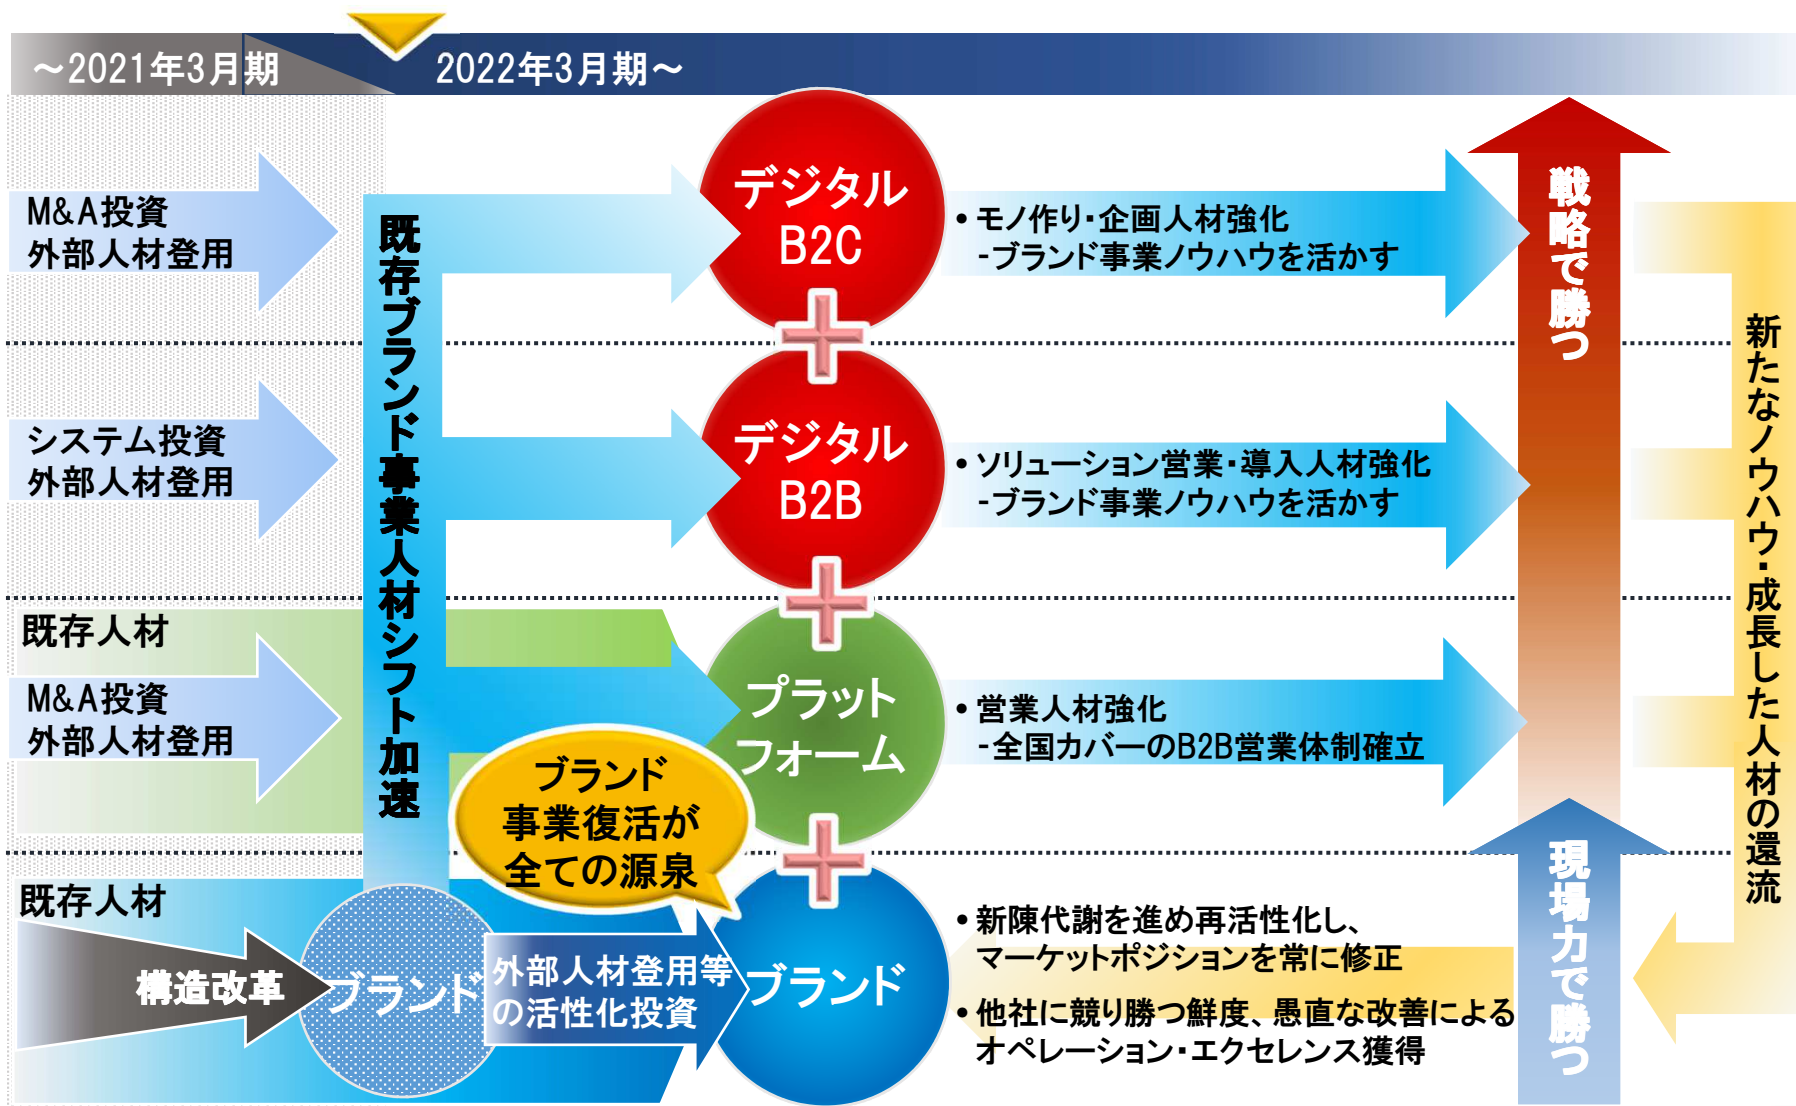 ～2021年3月期
2022年3月期～
M&A投資
外部人材登用
デジタル
B2C
・モノ作り・企画人材強化
-ブランド事業ノウハウを活かす
システム投資
外部人材登用
デジタル
B2B
・ソリューション営業・導入人材強化
-ブランド事業ノウハウを活かす
既存人材
M&A投資
外部人材登用
プラット
フォーム
・営業人材強化
-全国カバーのB2B営業体制確立
既存ブランド事業人材シフト加速
ブランド
事業復活が
全ての源泉
既存人材
構造改革
ブランド
外部人材登用等
の活性化投資
ブランド
・新陳代謝を進め再活性化し、
マーケットポジションを常に修正
・他社に競り勝つ鮮度、愚直な改善による
オペレーション・エクセレンス獲得
戦略で勝つ
現場力で勝つ
新たなノウハウ・成長した人材の還流